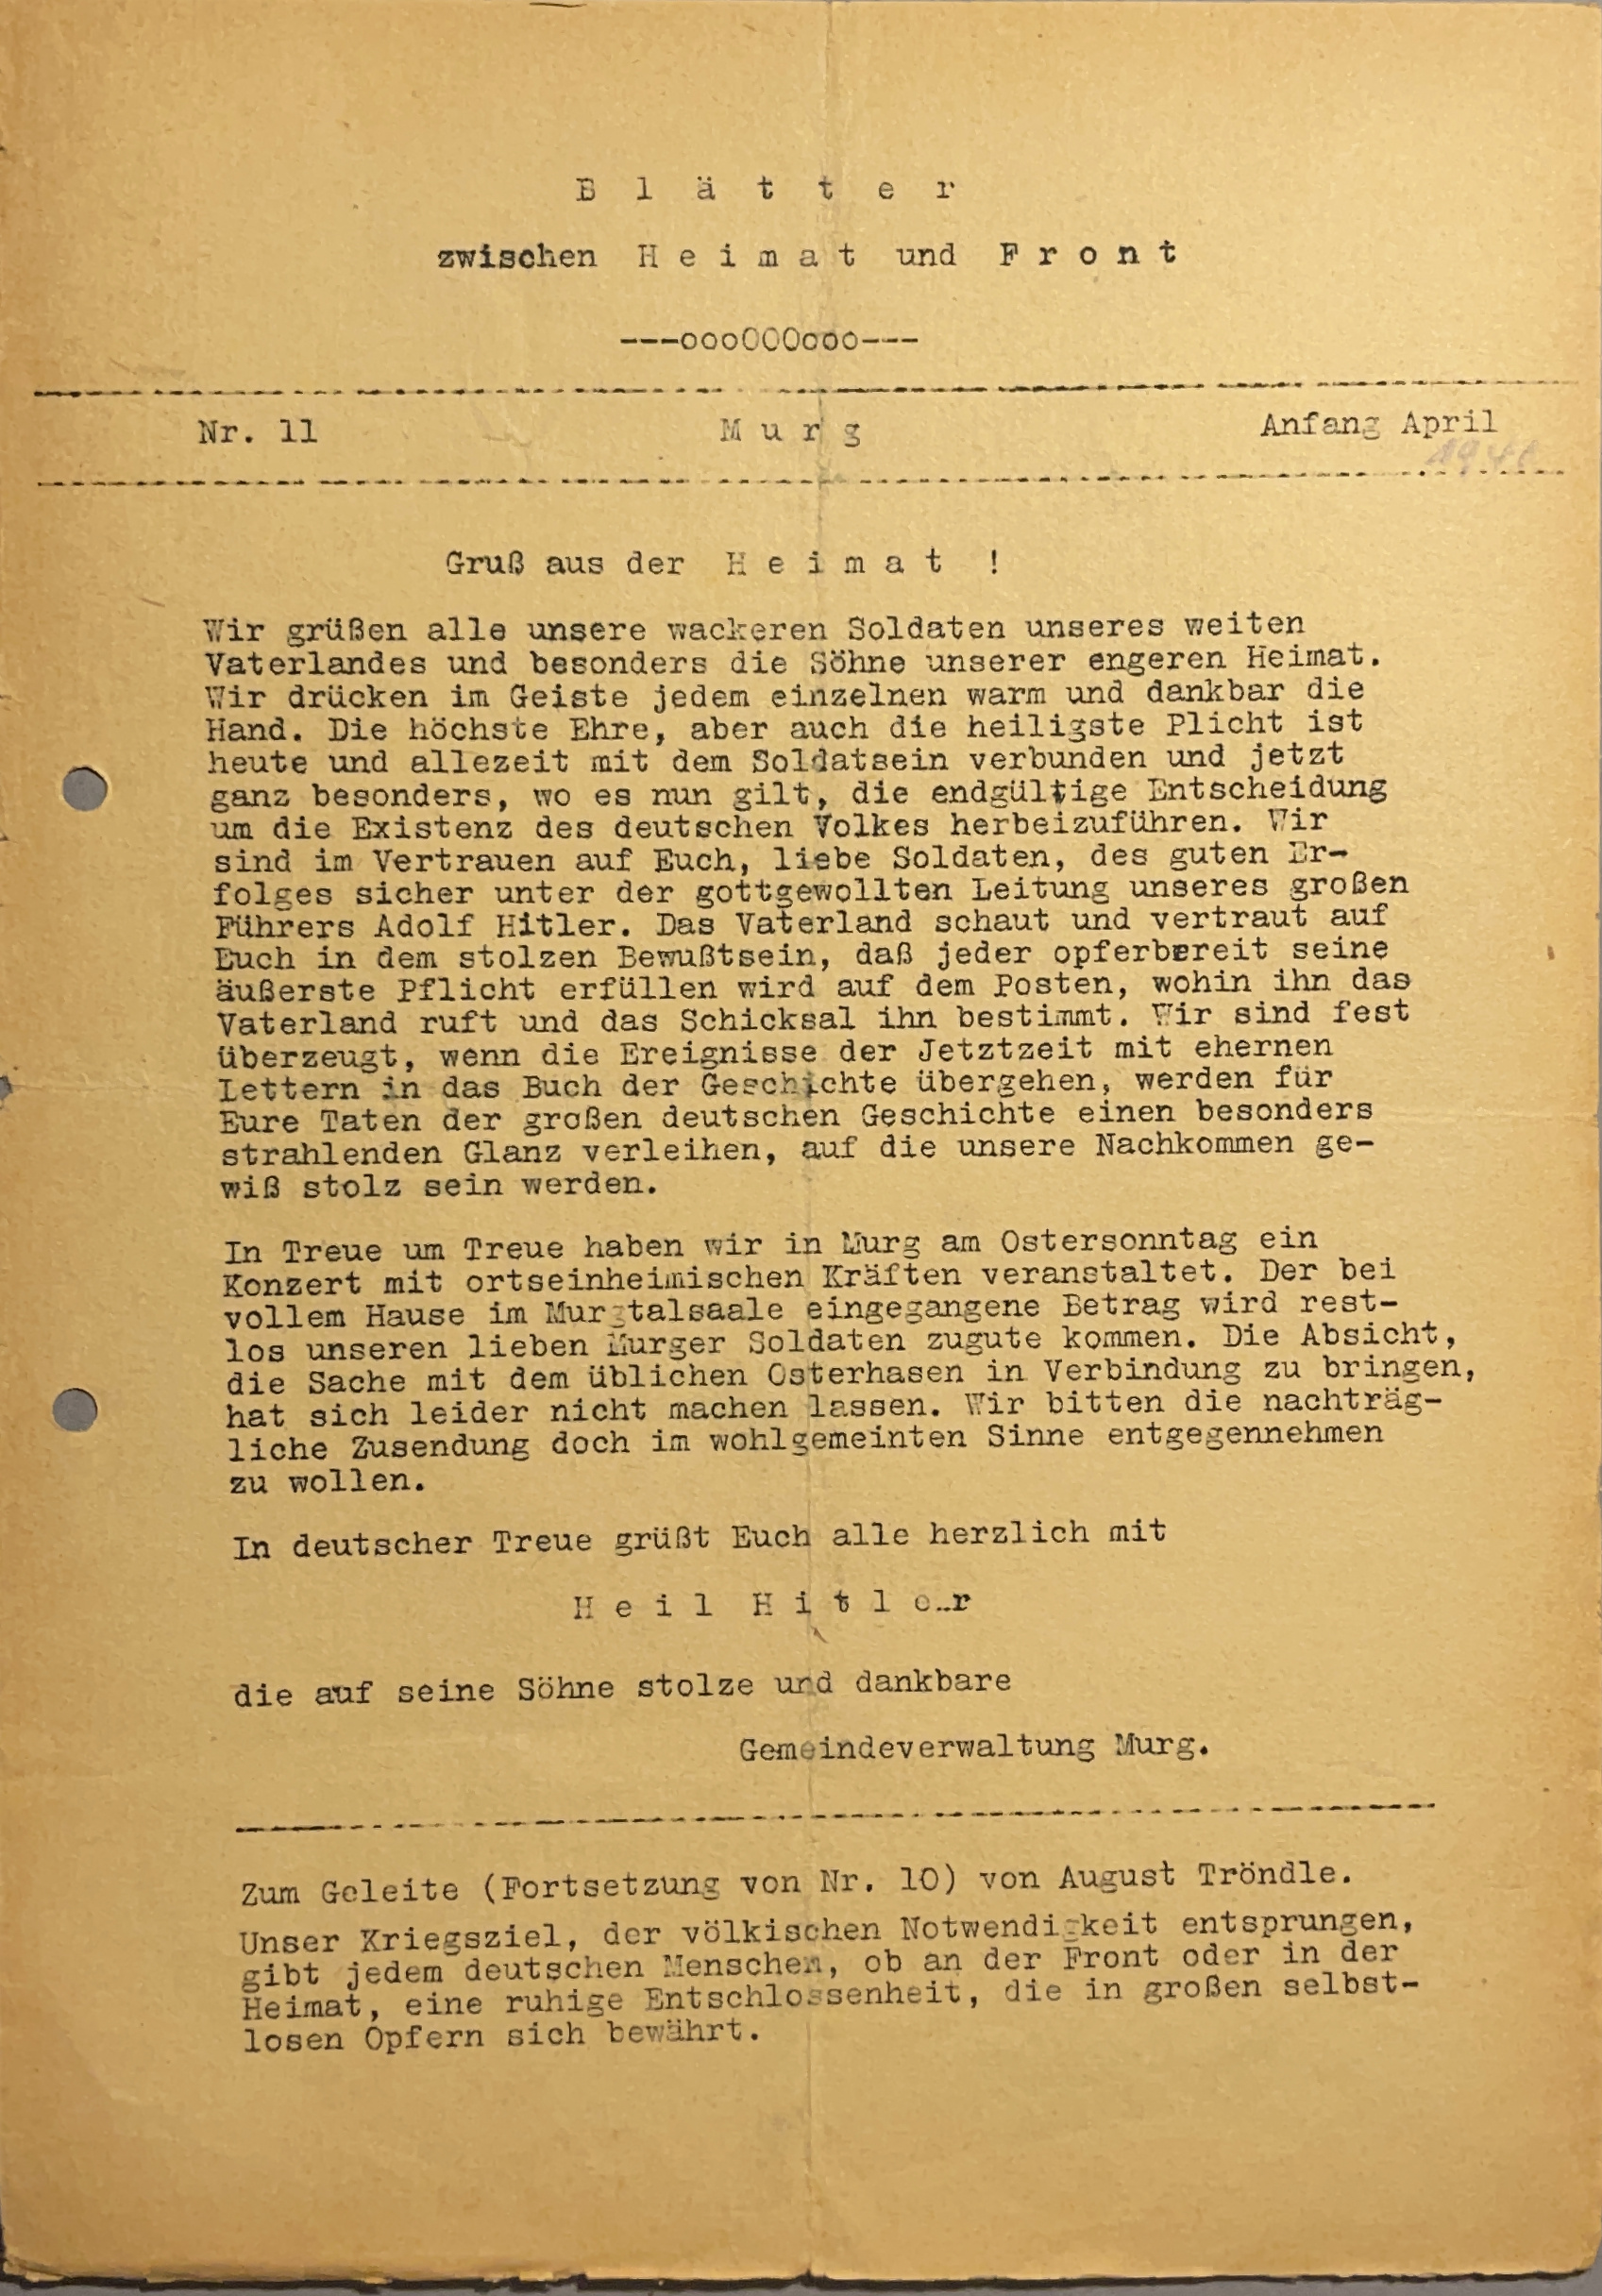 B l ä t t e r
zwischen H e i m a t und F r o n t
---oooOOOooo---
Nr. 11 M u r g Anfang April
Gruß aus der H e i m a t !
Wir grüßen alle unsere wackeren Soldaten unseres weiten
Vaterlandes und besonders die Söhne unserer engeren Heimat.
Wir drücken im Geiste jedem einzelnen warm und dankbar die
Hand. Die höchste Ehre, aber auch die heiligste Plicht ist
heute und allezeit mit dem Soldatsein verbunden und jetzt
ganz besonders, wo es nun gilt, die endgültige Entscheidung
um die Existenz des deutschen Volkes herbeizuführen. Wir
sind im Vertrauen auf Euch, liebe Soldaten, des guten Er-
folges sicher unter der gottgewollten Leitung unseres großen
Führers Adolf Hitler. Das Vaterland schaut und vertraut auf
Euch in dem stolzen Bewußtsein, daß jeder opferbereit seine
äußerste Pflicht erfüllen wird auf dem Posten, wohin ihn das
Vaterland ruft und das Schicksal ihn bestimmt. Wir sind fest
überzeugt, wenn die Ereignisse der Jetztzeit mit ehernen
Lettern in das Buch der Geschichte übergehen, werden für
Eure Taten der großen deutschen Geschichte einen besonders
strahlenden Glanz verleihen, auf die unsere Nachkommen ge-
wiß stolz sein werden.
In Treue um Treue haben wir in Murg am Ostersonntag ein
Konzert mit ortseinheimischen Kräften veranstaltet. Der bei
vollem Hause im Murgtalsaale eingegangene Betrag wird rest-
los unseren lieben Murger Soldaten zugute kommen. Die Absicht,
die Sache mit dem üblichen Osterhasen in Verbindung zu bringen,
hat sich leider nicht machen lassen. Wir bitten die nachträg-
liche Zusendung doch im wohlgemeinten Sinne entgegennehmen
zu wollen.
In deutscher Treue grüßt Euch alle herzlich mit
H e i l H i t l e r
die auf seine Söhne stolze und dankbare
Gemeindeverwaltung Murg.
Zum Geleite (Fortsetzung von Nr. 10) von August Tröndle.
Unser Kriegsziel, der völkischen Notwendigkeit entsprungen,
gibt jedem deutschen Menschen, ob an der Front oder in der
Heimat, eine ruhige Entschlossenheit, die in großen selbst-
losen Opfern sich bewährt.